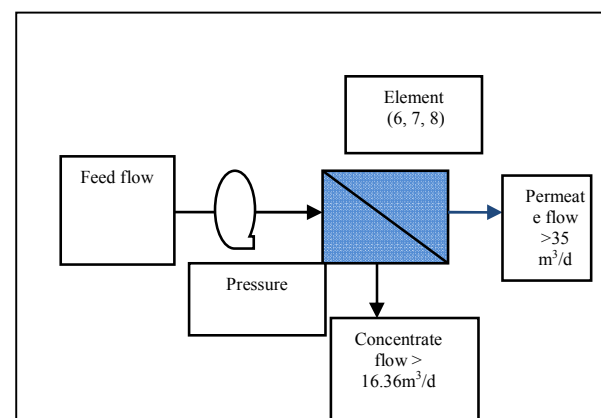 Element
(6, 7, 8)
Feed flow
Permeat
e flow
>35
m³/d
Pressure
Concentrate
flow >
16.36m³/d